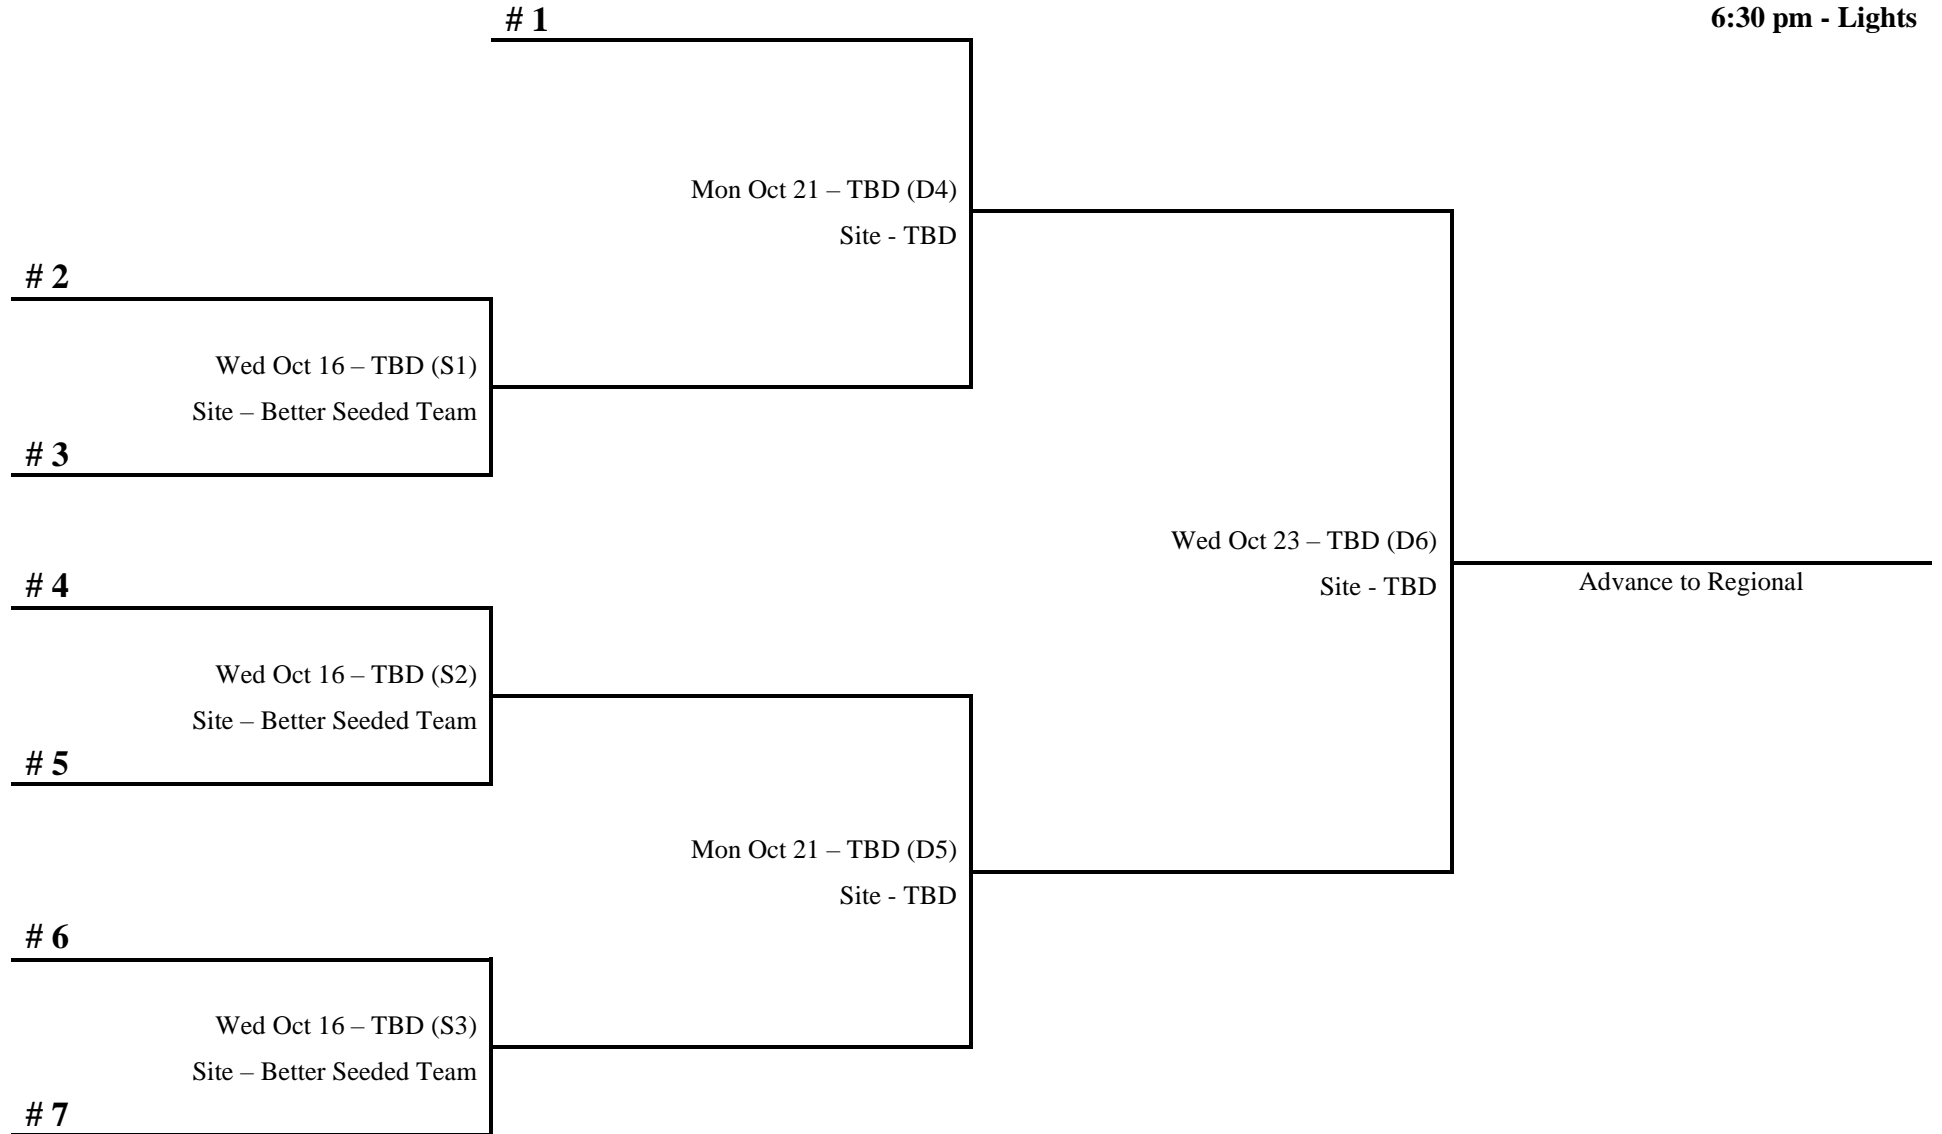 # 1
6:30 pm - Lights
Mon Oct 21 – TBD (D4)
Site - TBD
# 2
Wed Oct 16 – TBD (S1)
Site – Better Seeded Team
# 3
Wed Oct 23 – TBD (D6)
Site - TBD
Advance to Regional
# 4
Wed Oct 16 – TBD (S2)
Site – Better Seeded Team
# 5
Mon Oct 21 – TBD (D5)
Site - TBD
# 6
Wed Oct 16 – TBD (S3)
Site – Better Seeded Team
# 7